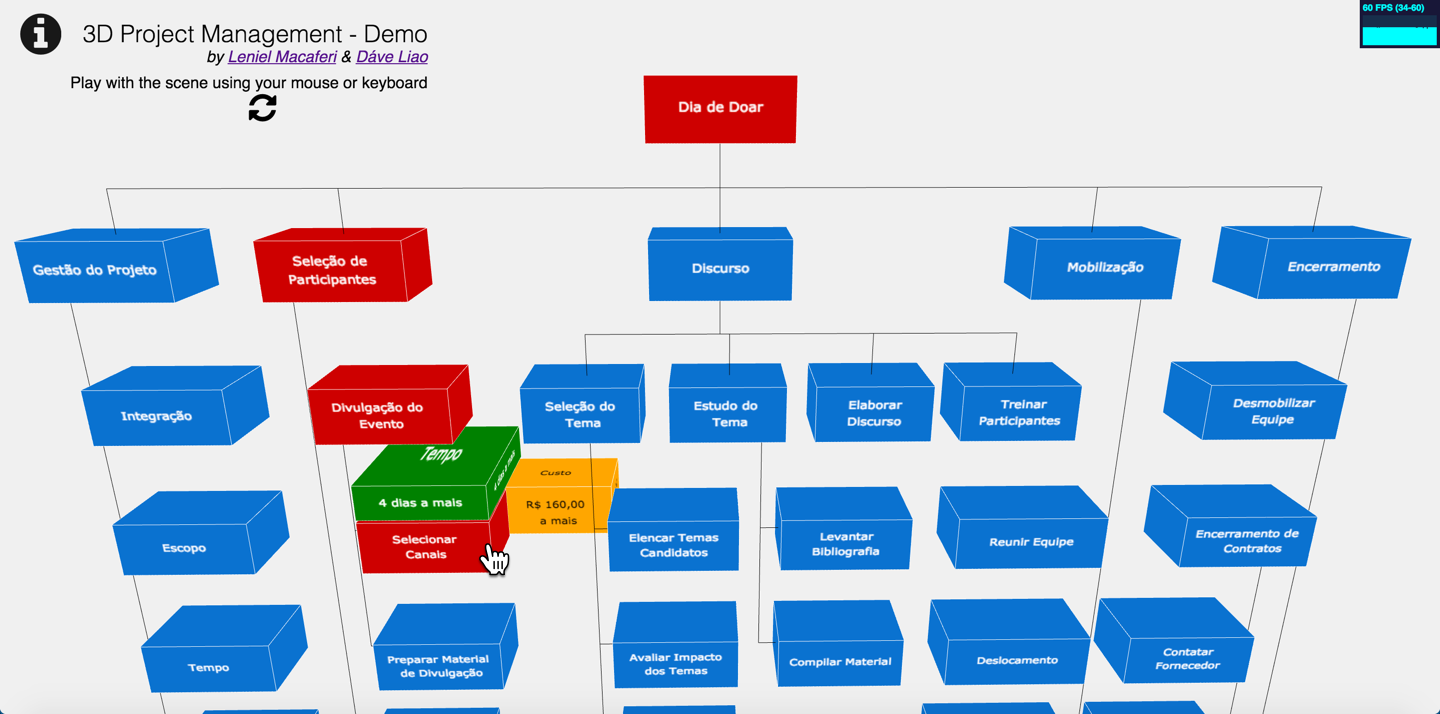 60 FPS (34-60)
3D Project Management - Demo
by Leniel Macaferi & Dáve Liao
Play with the scene using your mouse or keyboard
Dia de Doar
Gestão do Projeto
Seleção de
Participantes
Discurso
Mobilização
Encerramento
Integração
Divulgação do
Evento
Seleção do
Tema
Estudo do
Tema
Elaborar
Discurso
Treinar
Participantes
Desmobilizar
Equipe
Tempo
4 dias a mais
4 dias a mais
Custo
R$ 160,00
a mais
Escopo
Selecionar
Canais
Elencar Temas
Candidatos
Levantar
Bibliografia
Reunir Equipe
Encerramento de
Contratos
Tempo
Preparar Material
de Divulgação
Avaliar Impacto
dos Temas
Compilar Material
Deslocamento
Contatar
Fornecedor